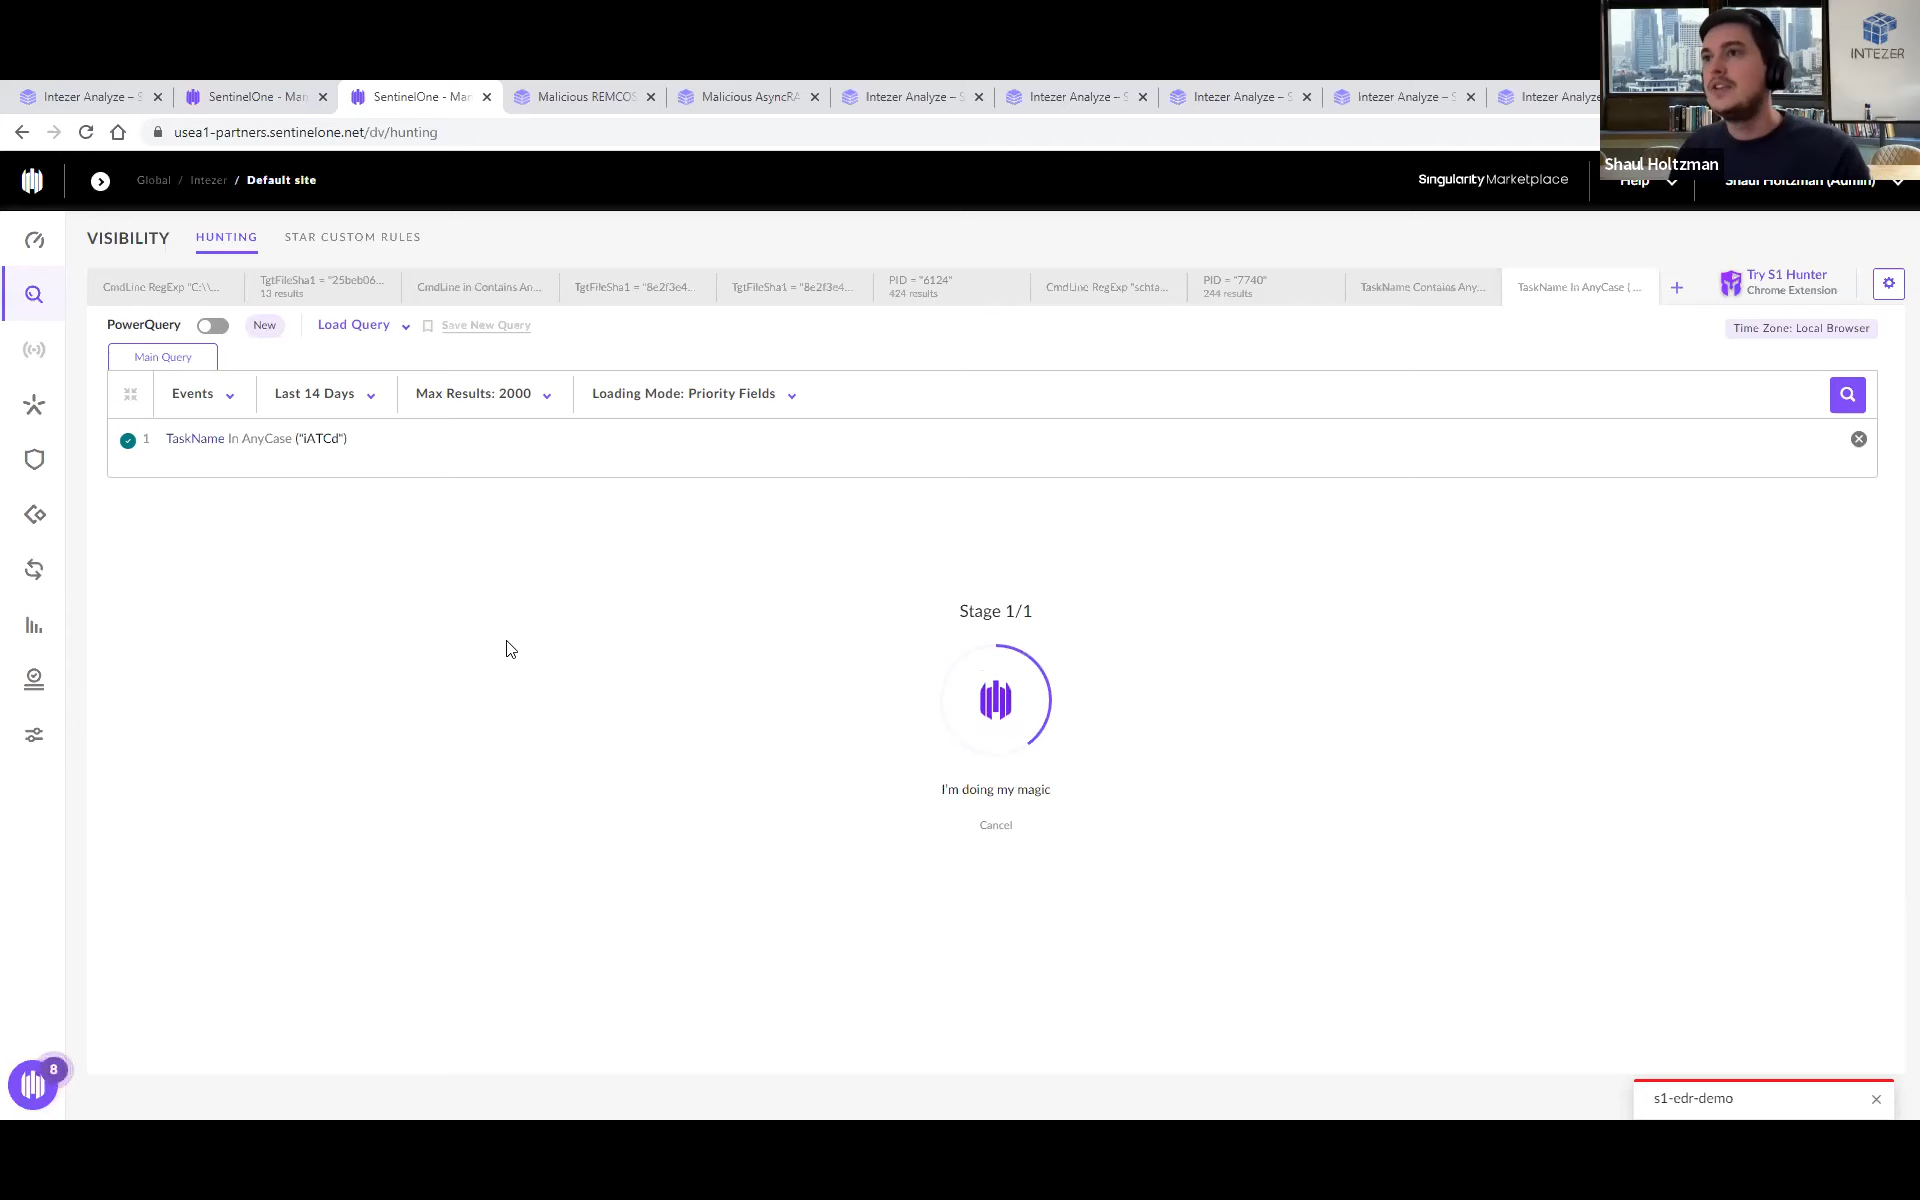 INTEZER
Shaul Holtzman
Intezer Analyze – S
SentinelOne - Man
SentinelOne - Man
Malicious REMCOS
Malicious AsyncRA
Intezer Analyze – S
Intezer Analyze – S
Intezer Analyze – S
Intezer Analyze – S
Intezer Analyze
usea1-partners.sentinelone.net/dv/hunting
Global / Intezer / Default site
SingularityMarketplace
Help
Shaul Holtzman (Admin)
VISIBILITY
HUNTING
STAR CUSTOM RULES
CmdLine RegExp "C:\\...
TgtFileSha1 = "25beb06...
13 results
CmdLine in Contains An...
TgtFileSha1 = "8e2f3e4...
TgtFileSha1 = "8e2f3e4...
PID = "6124"
424 results
CmdLine RegExp "schta...
PID = "7740"
244 results
TaskName Contains Any...
TaskName In AnyCase ( ...
+
Try S1 Hunter
Chrome Extension
PowerQuery
New
Load Query
Save New Query
Time Zone: Local Browser
Main Query
Events
Last 14 Days
Max Results: 2000
Loading Mode: Priority Fields
1 TaskName In AnyCase ("iATCd")
Stage 1/1
I'm doing my magic
Cancel
8
s1-edr-demo